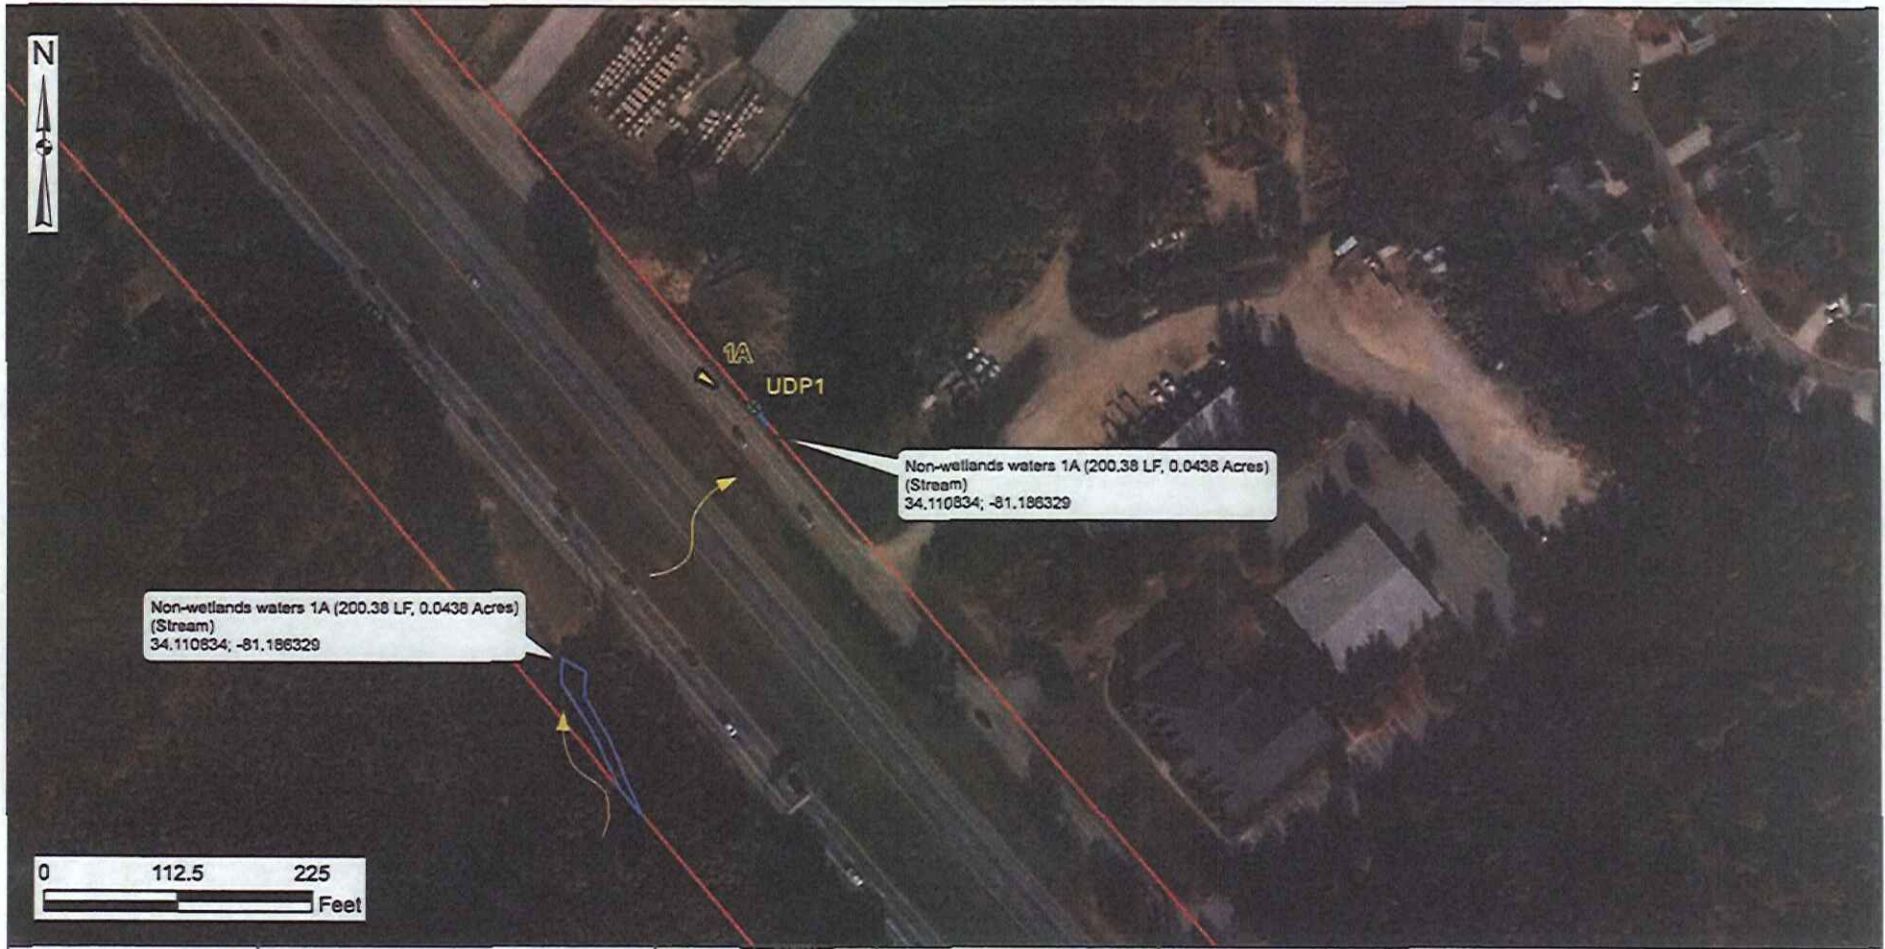 N
1A
UDP1
Non-wetlands waters 1A (200.38 LF, 0.0438 Acres)
(Stream)
34.110834; -81.186329
Non-wetlands waters 1A (200.38 LF, 0.0438 Acres)
(Stream)
34.110834; -81.186329
0 112.5 225
Feet